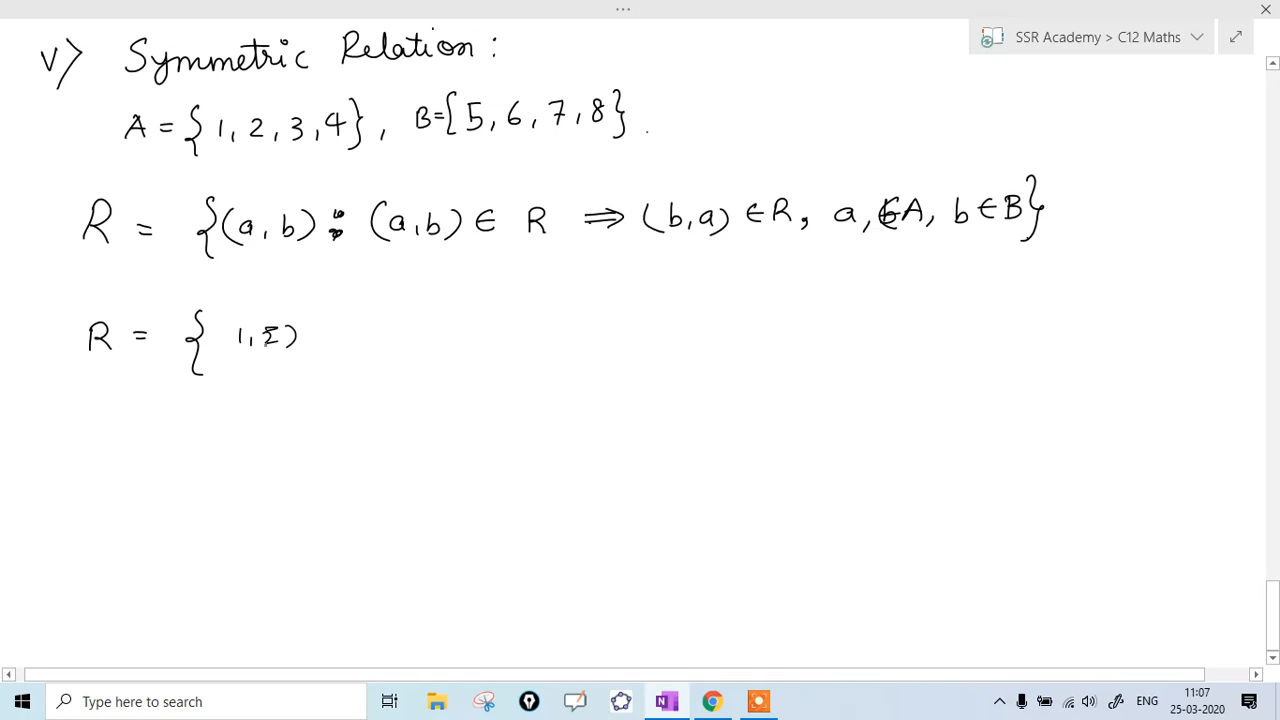 ...
SSR Academy > C12 Maths
V) Symmetric Relation :
A = {1, 2, 3, 4}, B={5, 6, 7, 8} .
R = {(a, b) : (a, b) ∈ R ⇒ (b, a) ∈ R, a, ∈ A, b ∈ B}
R = { 1,
Type here to search
ENG
11:07
25-03-2020